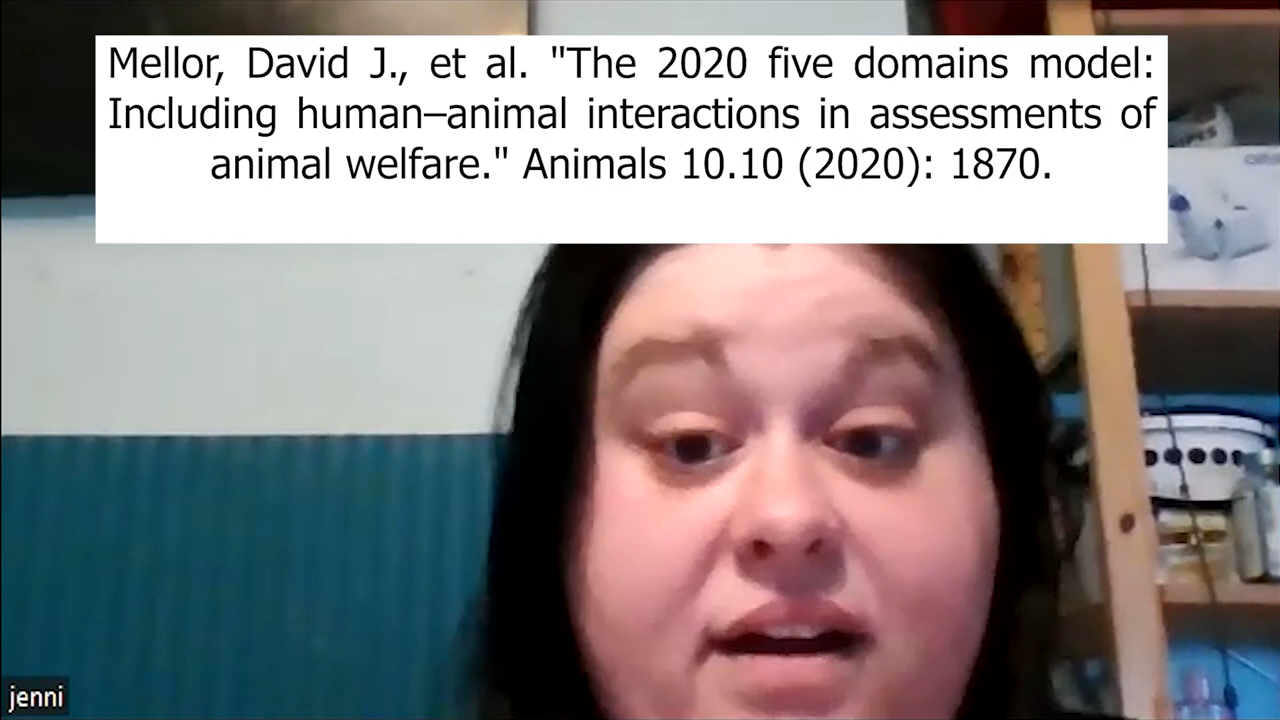 Mellor, David J., et al. "The 2020 five domains model:
Including human–animal interactions in assessments of
animal welfare." Animals 10.10 (2020): 1870.
jenni